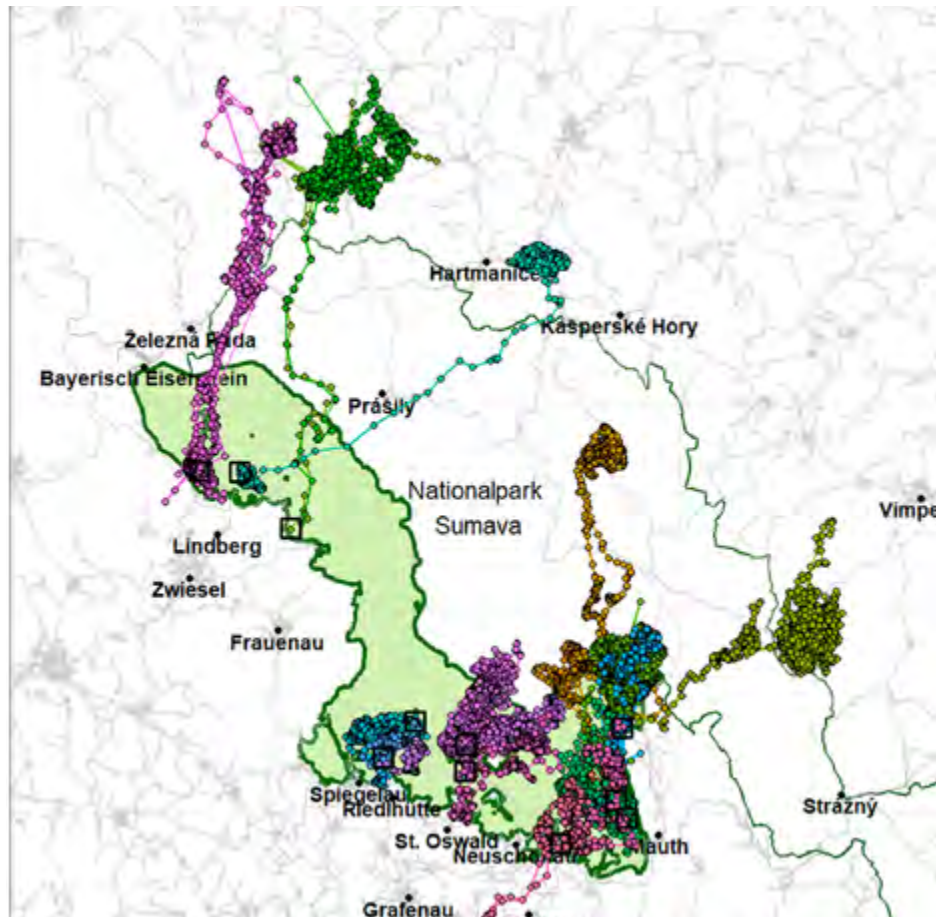 Hartmanice
Kašperské Hory
Železná Ruda
Bayerisch Eisenstein
Prášily
Nationalpark
Sumava
Vimpe
Lindberg
Zwiesel
Frauenau
Spiegelau
Riedlhütte
Strážný
St. Oswald
Neuschönau
Mauth
Grafenau